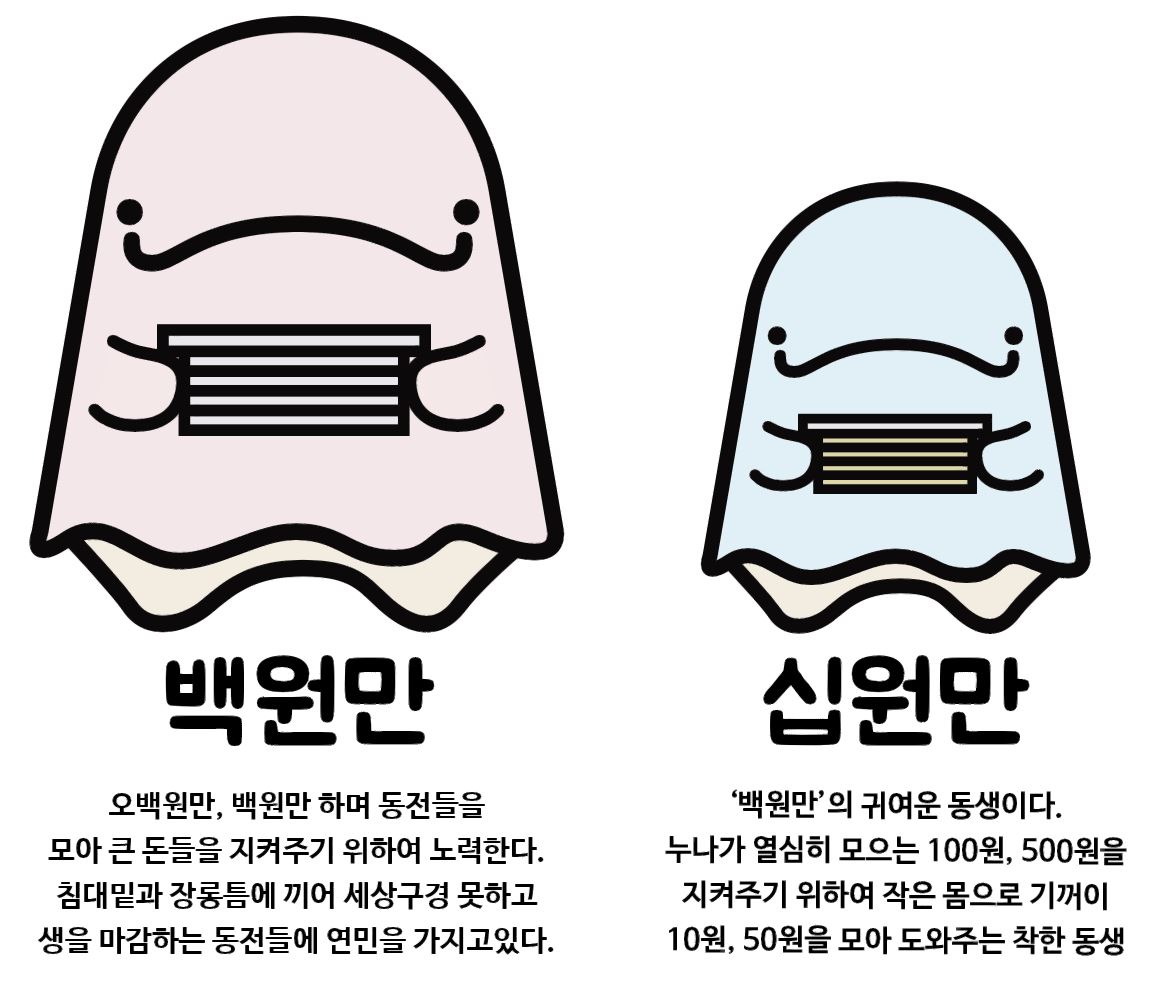 백원만
오백원만, 백원만 하며 동전들을
모아 큰 돈들을 지켜주기 위하여 노력한다.
침대밑과 장롱틈에 끼어 세상구경 못하고
생을 마감하는 동전들에 연민을 가지고있다.
십원만
‘백원만’의 귀여운 동생이다.
누나가 열심히 모으는 100원, 500원을
지켜주기 위하여 작은 몸으로 기꺼이
10원, 50원을 모아 도와주는 착한 동생